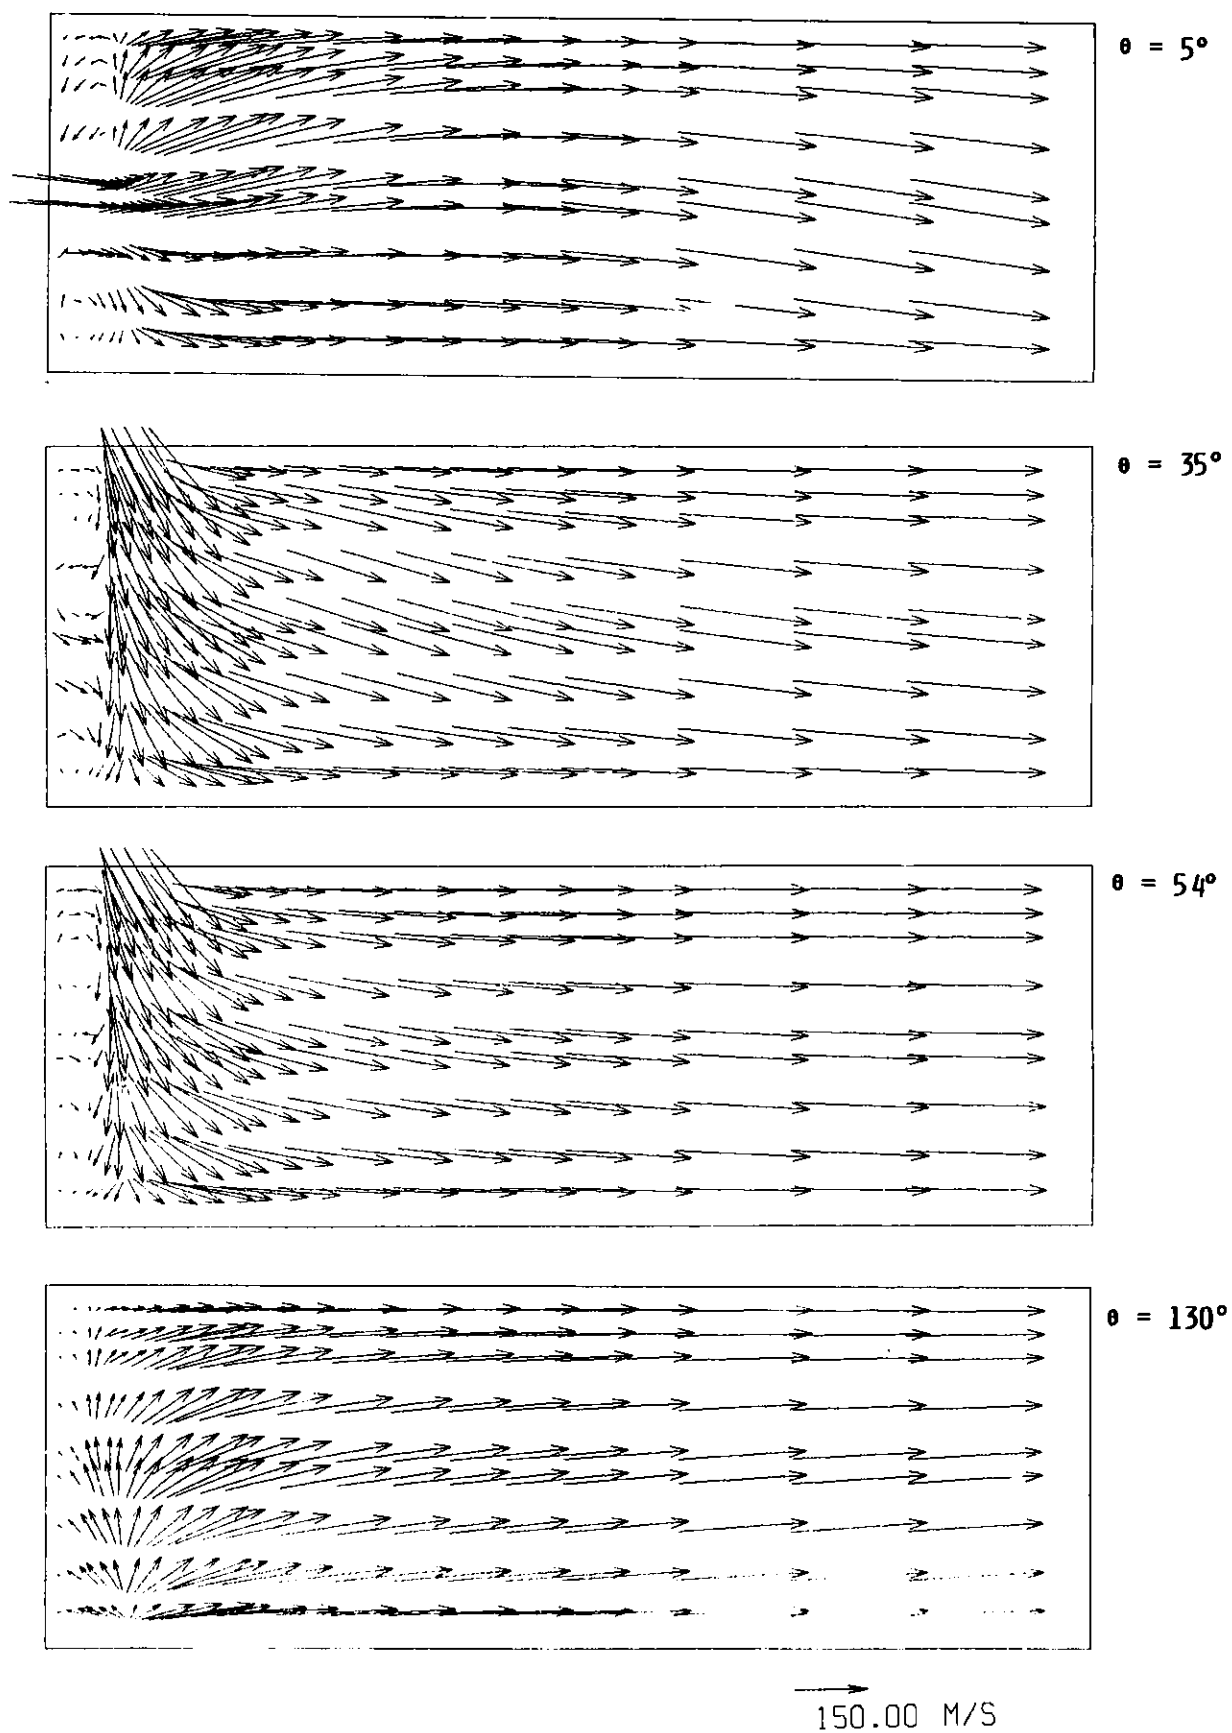 θ = 5°
θ = 35°
θ = 54°
θ = 130°
150.00 M/S